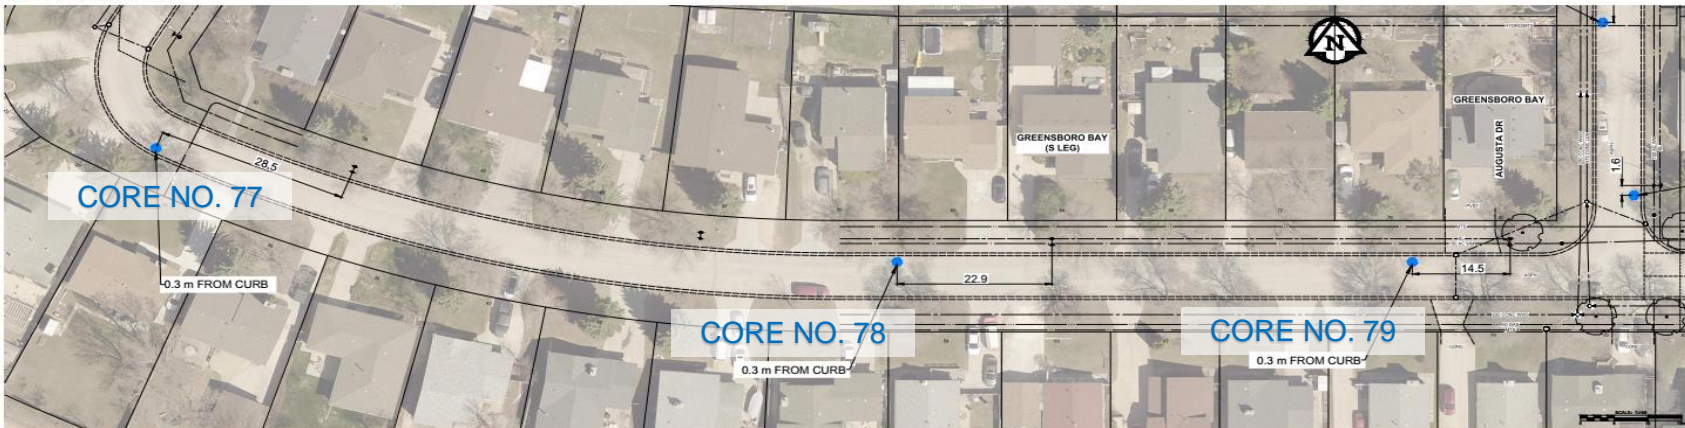 N
GREENSBORO BAY
GREENSBORO BAY
(S LEG)
AUGUSTA DR
1.6
28.5
CORE NO. 77
0.3 m FROM CURB
22.9
14.5
CORE NO. 78
CORE NO. 79
0.3 m FROM CURB
0.3 m FROM CURB